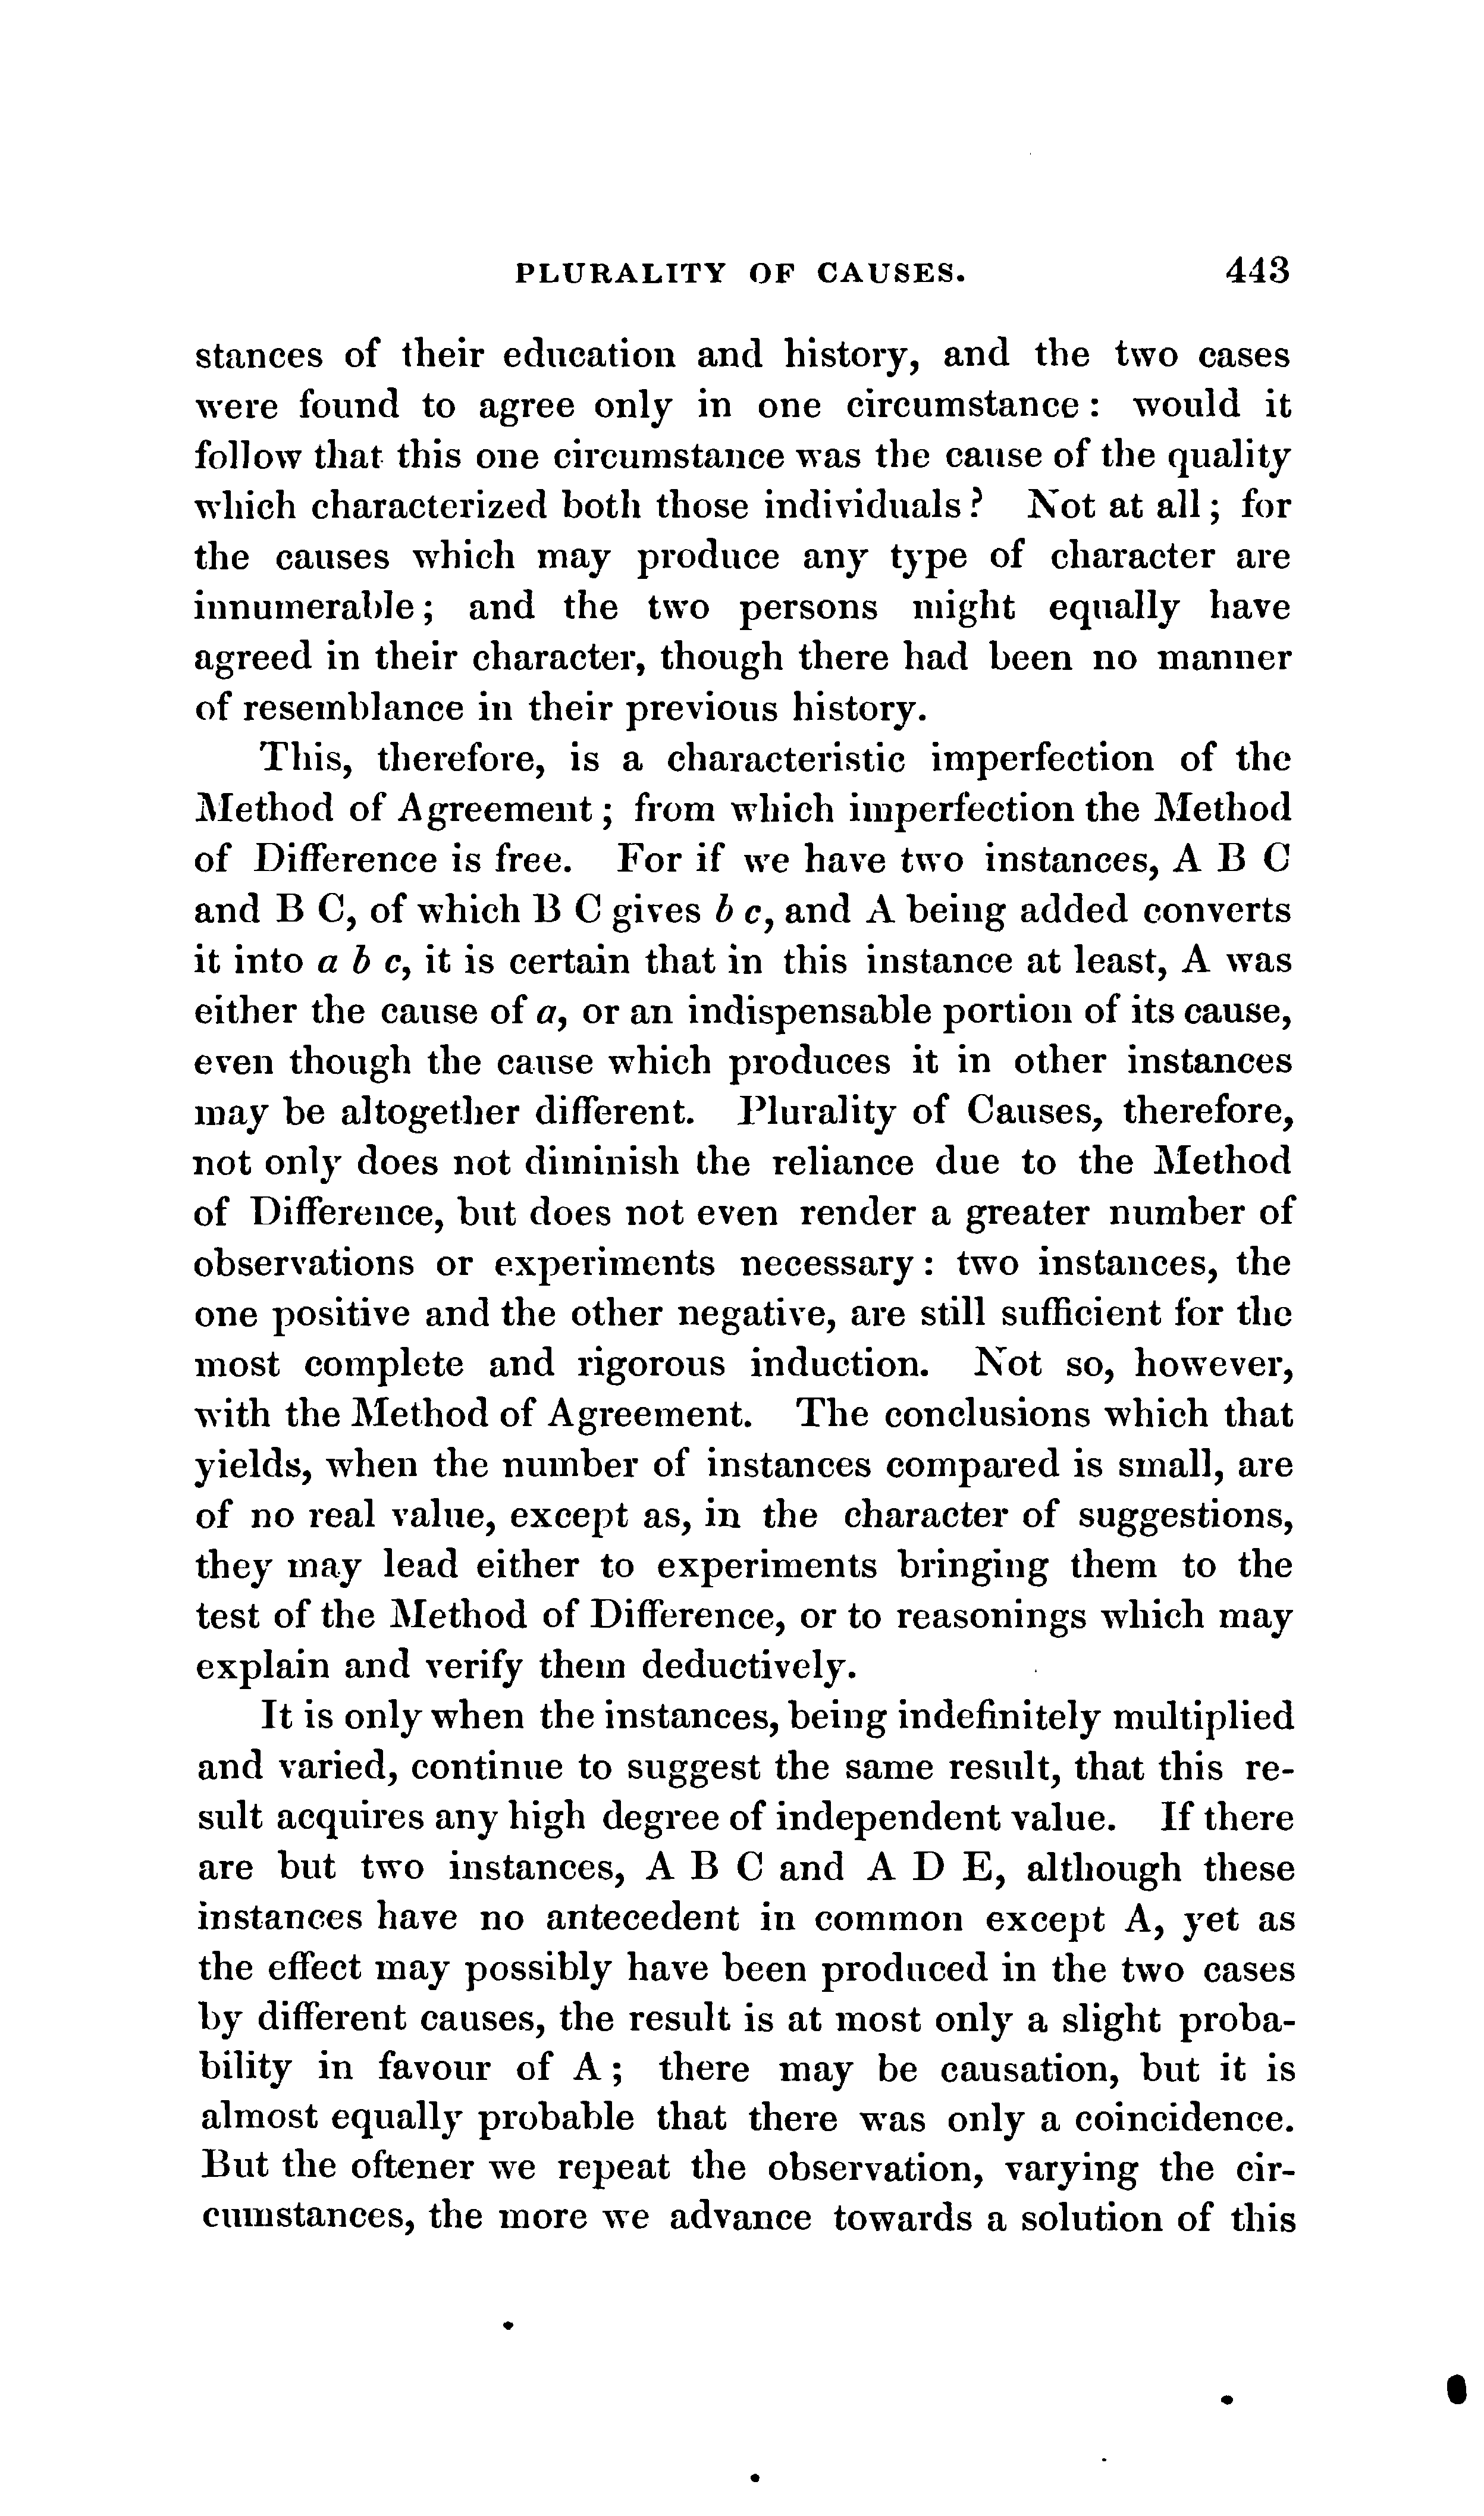 PLURALITY OF CAUSES. 443
stances of their education and history, and the two cases
were found to agree only in one circumstance: would it
follow that this one circumstance was the cause of the quality
which characterized both those individuals? Not at all; for
the causes which may produce any type of character are
innumerable; and the two persons might equally have
agreed in their character, though there had been no manner
of resemblance in their previous history.
This, therefore, is a characteristic imperfection of the
Method of Agreement; from which imperfection the Method
of Difference is free. For if we have two instances, A B C
and B C, of which B C gives b c, and A being added converts
it into a b c, it is certain that in this instance at least, A was
either the cause of a, or an indispensable portion of its cause,
even though the cause which produces it in other instances
may be altogether different. Plurality of Causes, therefore,
not only does not diminish the reliance due to the Method
of Difference, but does not even render a greater number of
observations or experiments necessary: two instances, the
one positive and the other negative, are still sufficient for the
most complete and rigorous induction. Not so, however,
with the Method of Agreement. The conclusions which that
yields, when the number of instances compared is small, are
of no real value, except as, in the character of suggestions,
they may lead either to experiments bringing them to the
test of the Method of Difference, or to reasonings which may
explain and verify them deductively.
It is only when the instances, being indefinitely multiplied
and varied, continue to suggest the same result, that this re-
sult acquires any high degree of independent value. If there
are but two instances, A B C and A D E, although these
instances have no antecedent in common except A, yet as
the effect may possibly have been produced in the two cases
by different causes, the result is at most only a slight proba-
bility in favour of A; there may be causation, but it is
almost equally probable that there was only a coincidence.
But the oftener we repeat the observation, varying the cir-
cumstances, the more we advance towards a solution of this